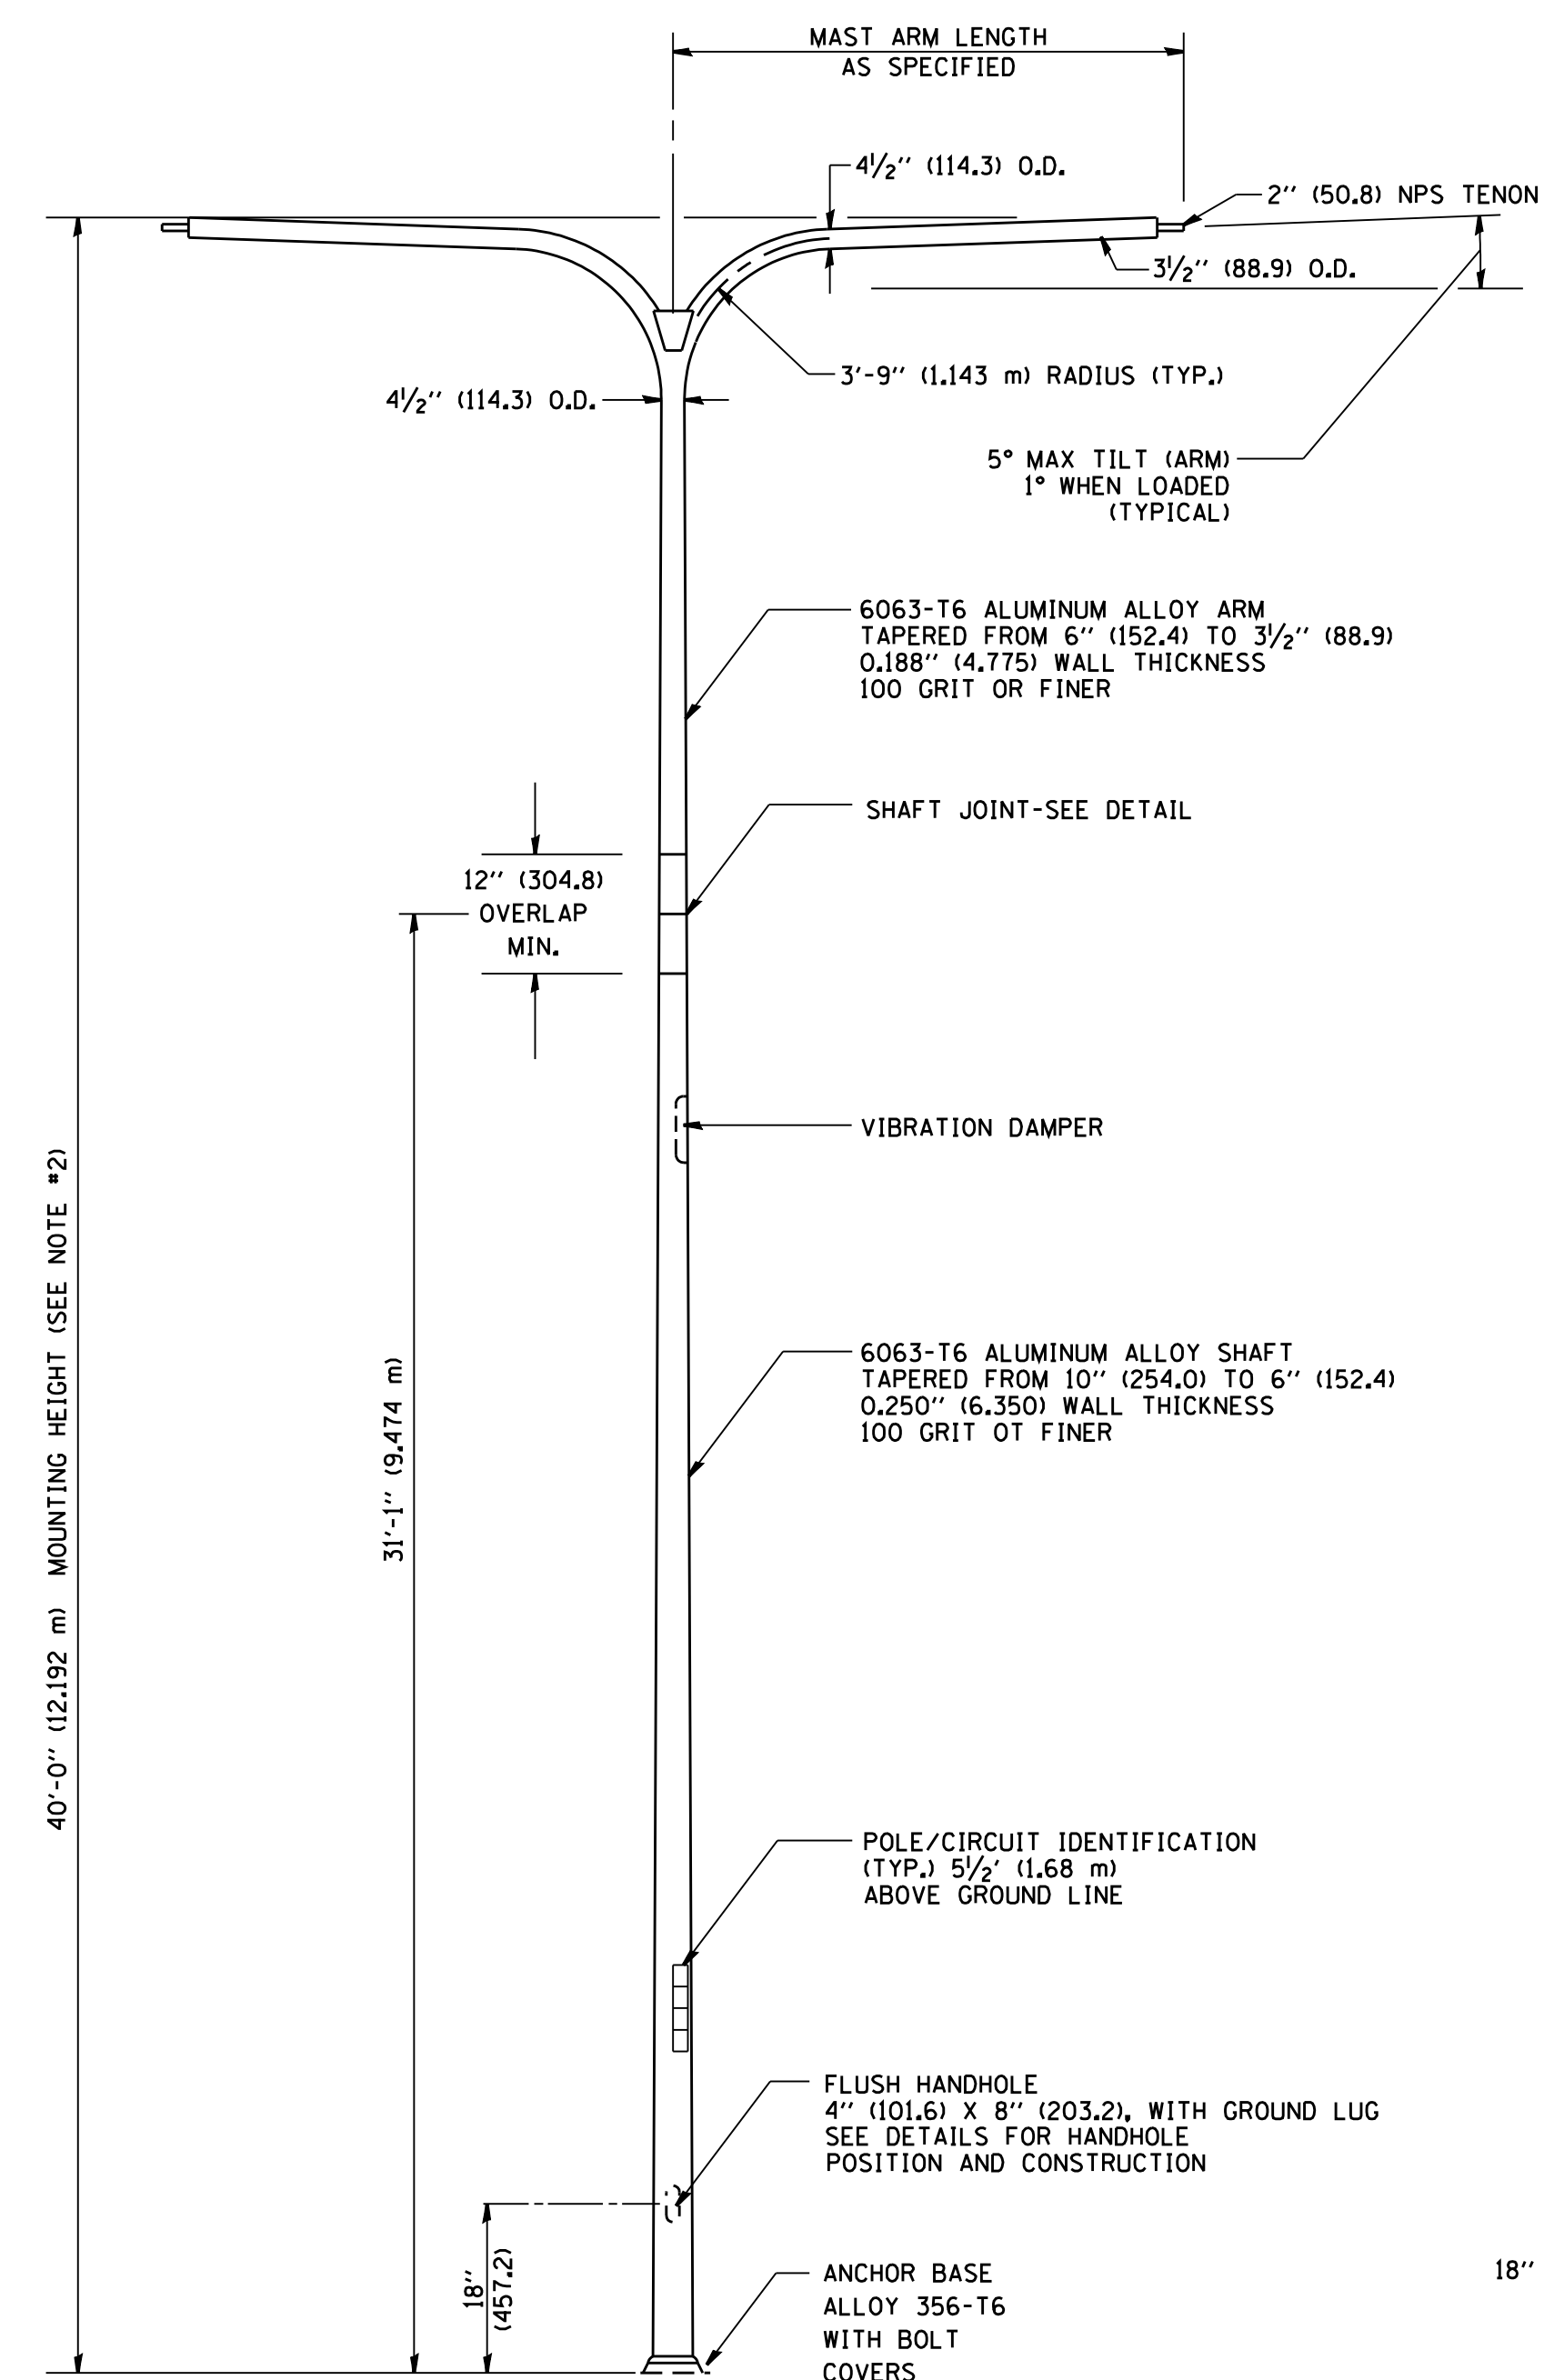 MAST ARM LENGTH
AS SPECIFIED
4½" (114.3) O.D.
2" (50.8) NPS TENON
3½" (88.9) O.D.
3'-9" (1.143 m) RADIUS (TYP.)
4½" (114.3) O.D.
5° MAX TILT (ARM)
1° WHEN LOADED
(TYPICAL)
6063-T6 ALUMINUM ALLOY ARM
TAPERED FROM 6" (152.4) TO 3½" (88.9)
0.188" (4.775) WALL THICKNESS
100 GRIT OR FINER
SHAFT JOINT-SEE DETAIL
12" (304.8)
OVERLAP
MIN.
VIBRATION DAMPER
40'-0" (12.192 m) MOUNTING HEIGHT (SEE NOTE #2)
31'-1" (9.474 m)
6063-T6 ALUMINUM ALLOY SHAFT
TAPERED FROM 10" (254.0) TO 6" (152.4)
0.250" (6.350) WALL THICKNESS
100 GRIT OT FINER
POLE/CIRCUIT IDENTIFICATION
(TYP.) 5½' (1.68 m)
ABOVE GROUND LINE
FLUSH HANDHOLE
4" (101.6) X 8" (203.2), WITH GROUND LUG
SEE DETAILS FOR HANDHOLE
POSITION AND CONSTRUCTION
18"
(457.2)
ANCHOR BASE
ALLOY 356-T6
WITH BOLT
COVERS
18"